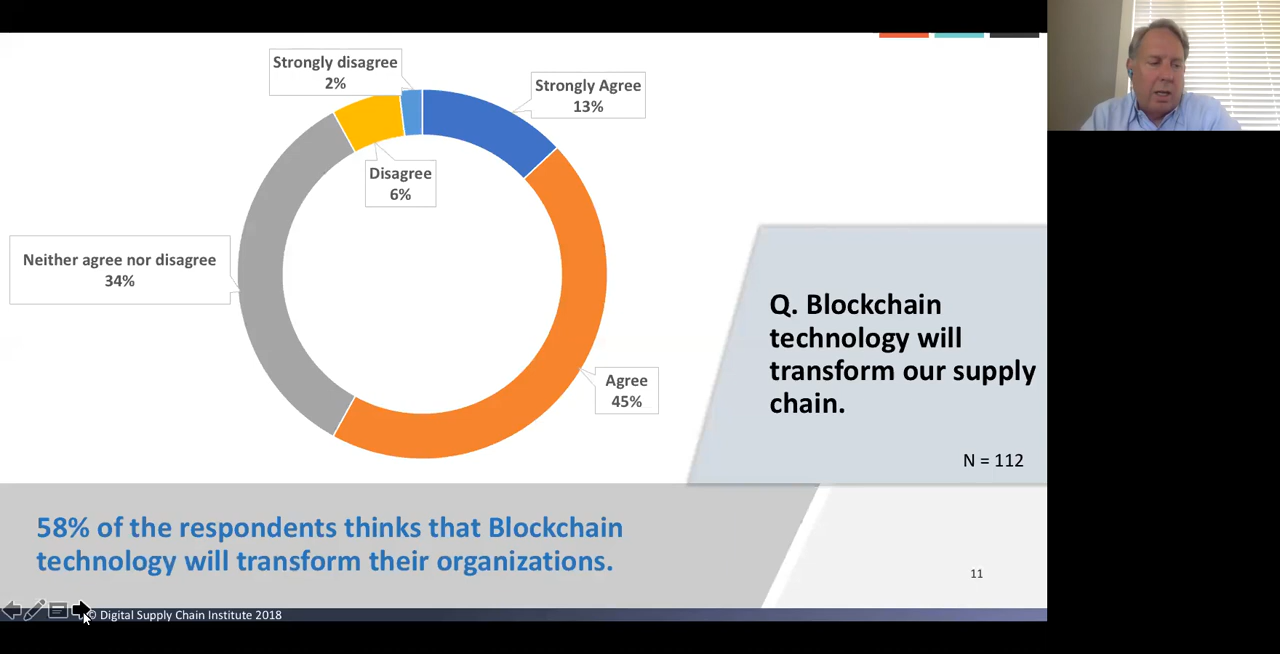 Strongly disagree
2%
Strongly Agree
13%
Disagree
6%
Neither agree nor disagree
34%
Agree
45%
Q. Blockchain
technology will
transform our supply
chain.
N = 112
58% of the respondents thinks that Blockchain
technology will transform their organizations.
11
© Digital Supply Chain Institute 2018